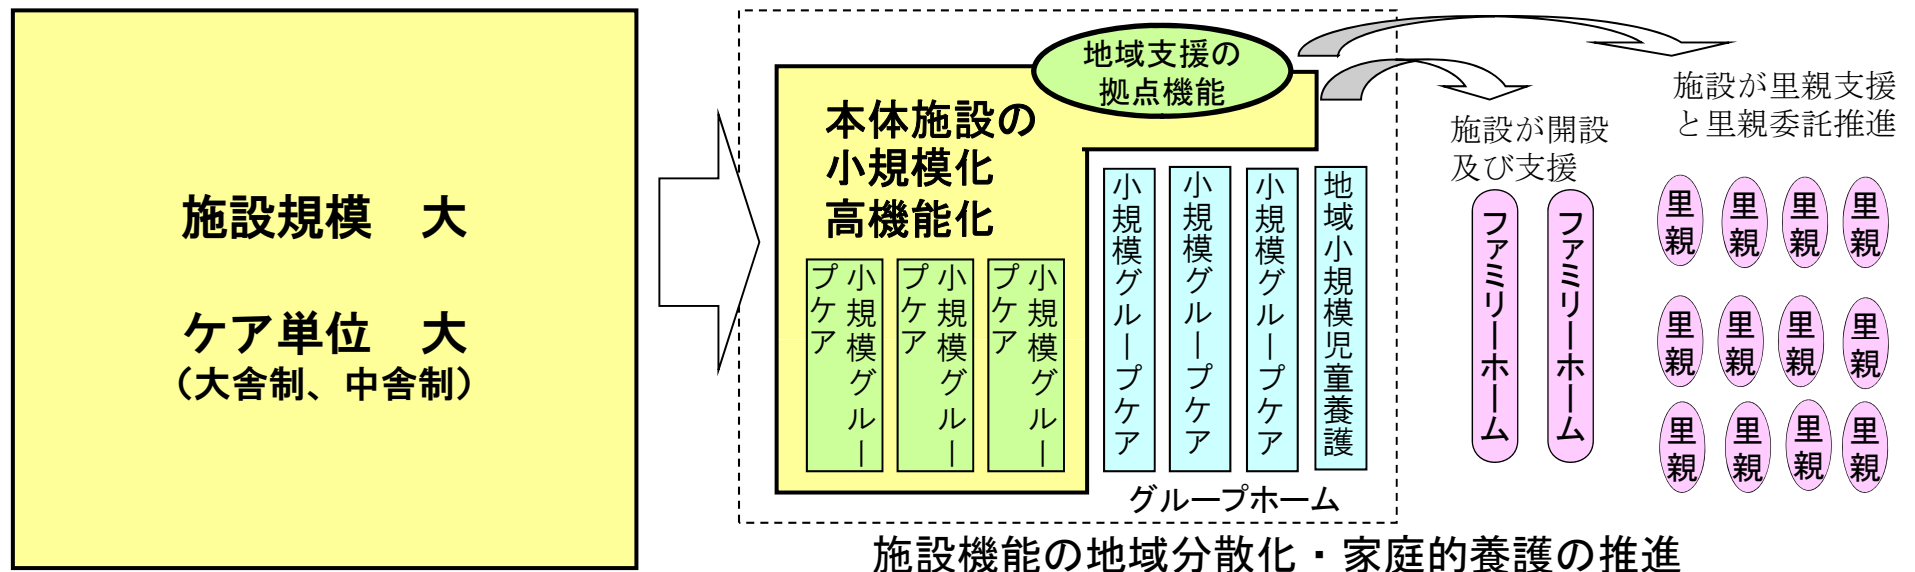 施設規模　大
ケア単位　大
（大舎制、中舎制）
地域支援の
拠点機能
本体施設の
小規模化
高機能化
小規模グルー
プケア
小規模グルー
プケア
小規模グルー
プケア
小規模グループケア
小規模グループケア
小規模グループケア
地域小規模児童養護
グループホーム
施設が開設
及び支援
ファミリーホーム
ファミリーホーム
施設が里親支援
と里親委託推進
里親
里親
里親
里親
里親
里親
里親
里親
里親
里親
里親
里親
施設機能の地域分散化・家庭的養護の推進